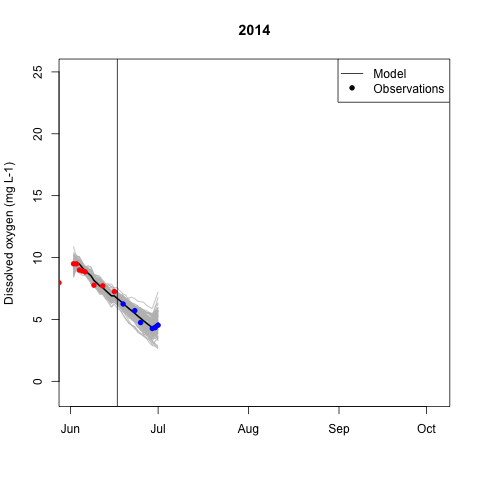 2014
Model
Observations
Dissolved oxygen (mg L-1)
25
20
15
10
5
0
Jun
Jul
Aug
Sep
Oct